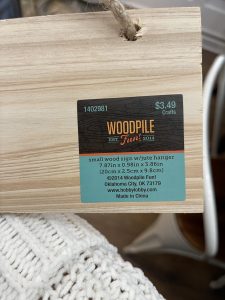 1402981 $3.49
Crafts
WOODPILE
EST. Fun! 2014
small wood sign w/jute hanger
7.87in x 0.98in x 3.86in
(20cm x 2.5cm x 9.8cm)
©2014 Woodpile Fun!
Oklahoma City, OK 73179
www.hobbylobby.com
Made in China